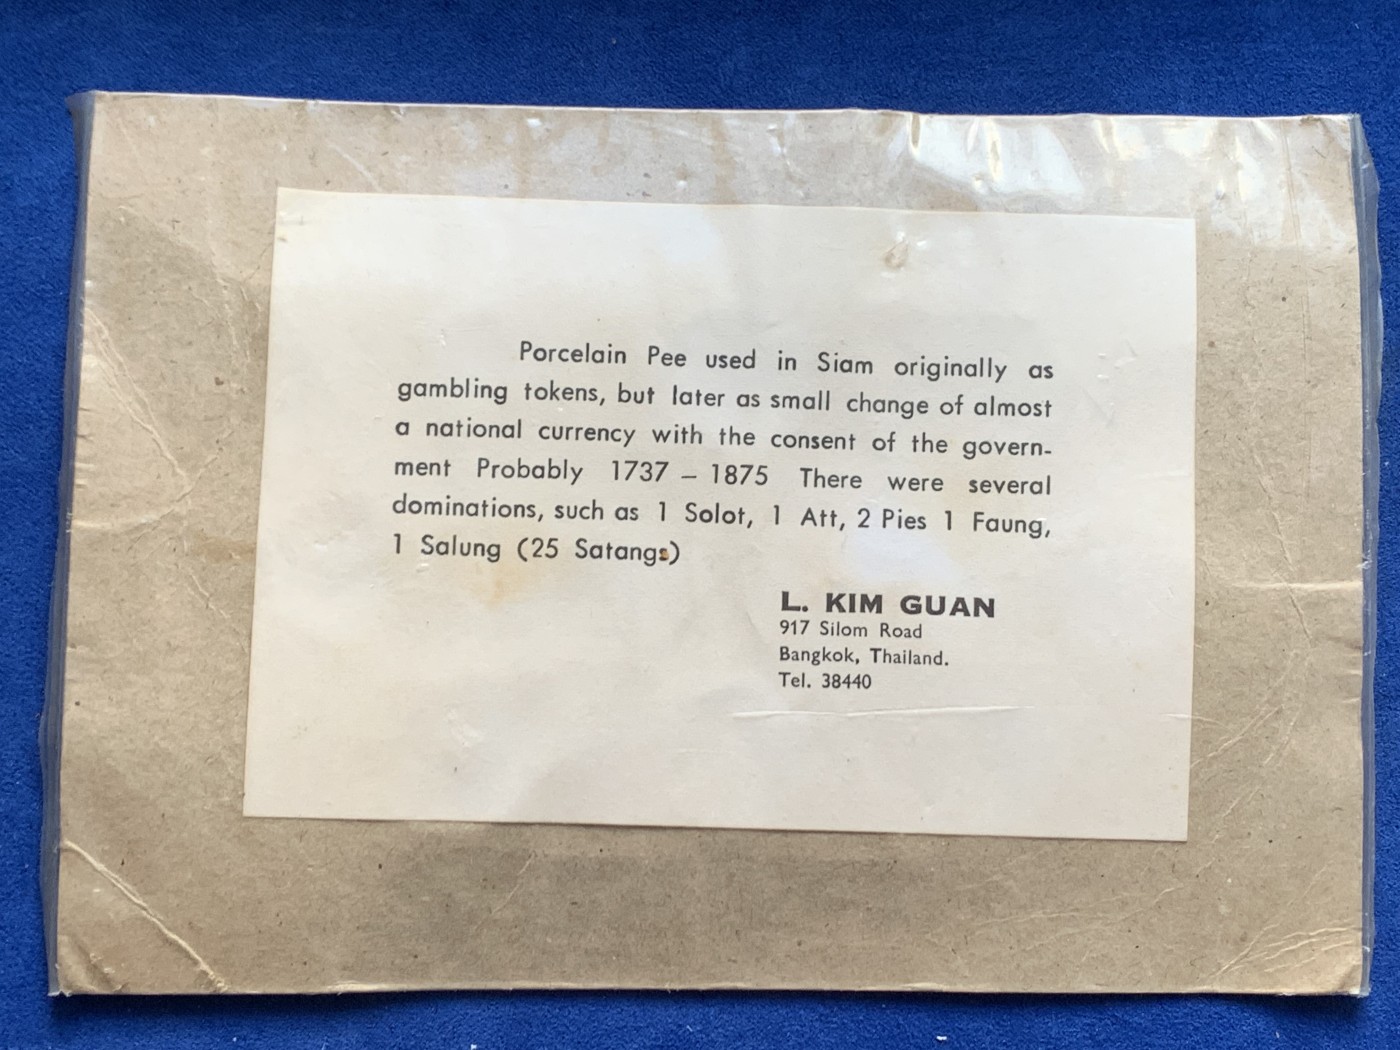 Porcelain Pee used in Siam originally as
gambling tokens, but later as small change of almost
a national currency with the consent of the govern-
ment Probably 1737 – 1875 There were several
dominations, such as 1 Solot, 1 Att, 2 Pies 1 Faung,
1 Salung (25 Satangs)
L. KIM GUAN
917 Silom Road
Bangkok, Thailand.
Tel. 38440